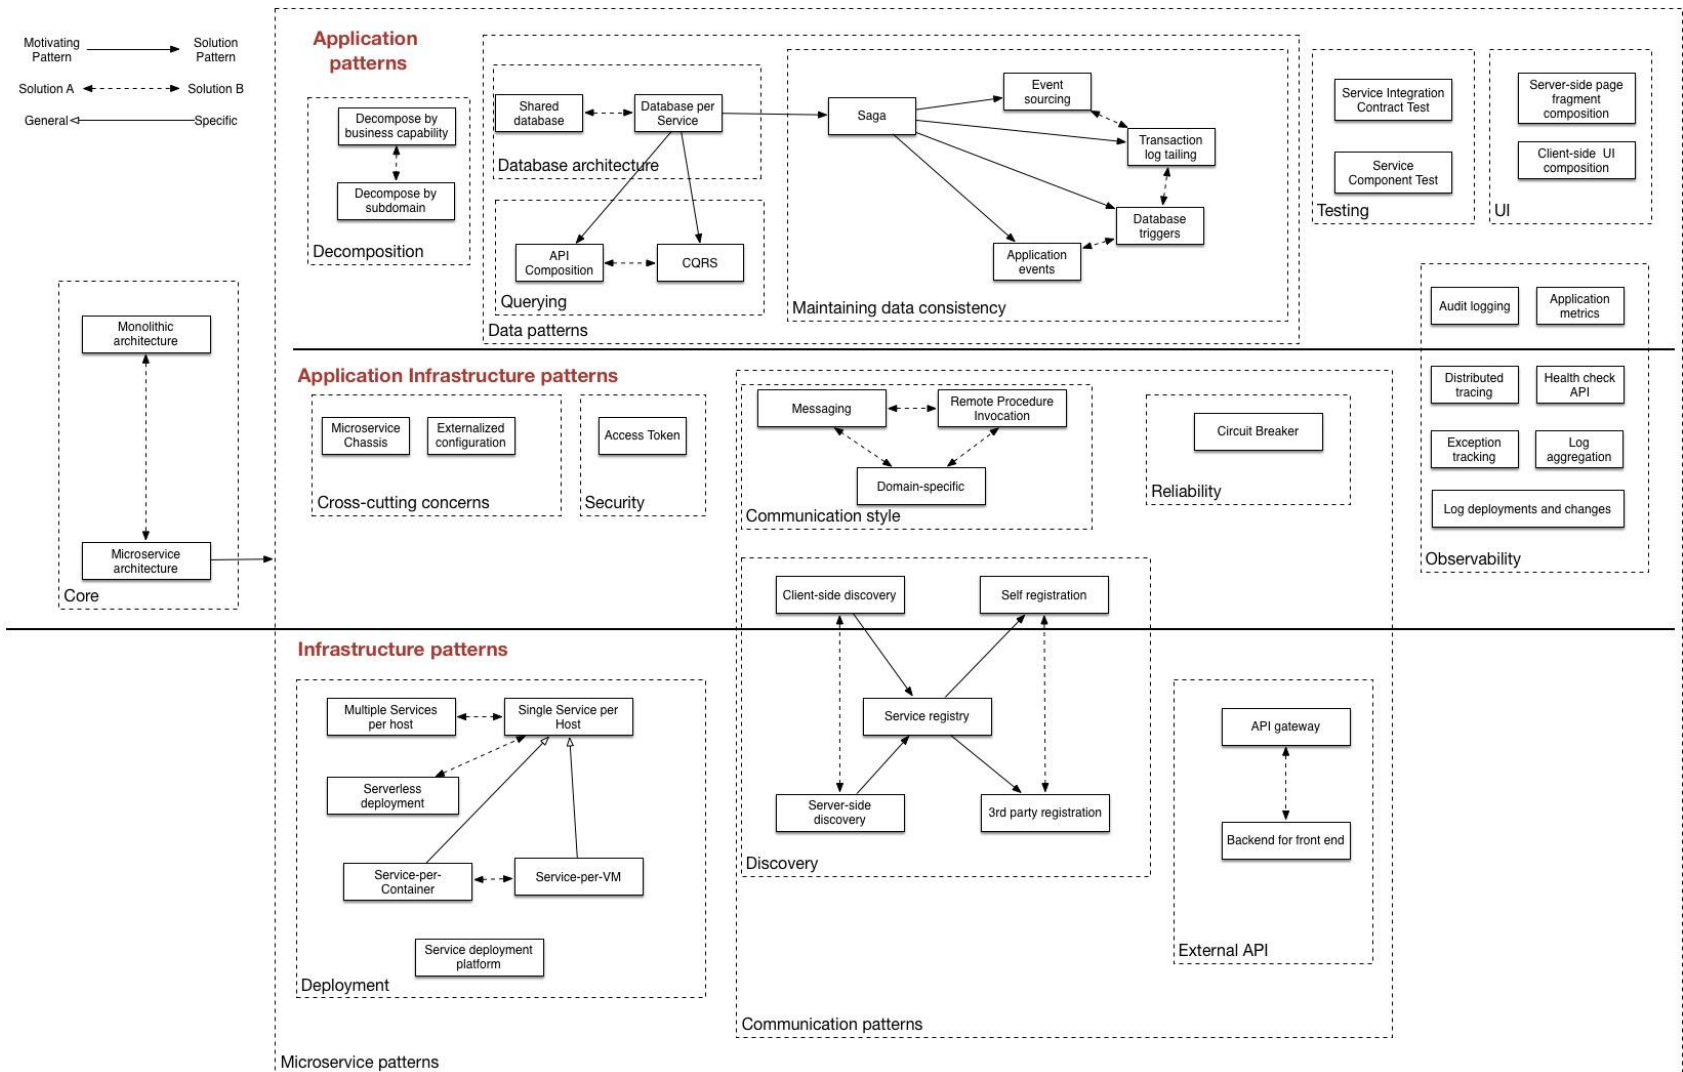 Motivating
Pattern
Solution
Pattern
Solution A
Solution B
General
Specific
Application
patterns
Decompose by
business capability
Decompose by
subdomain
Decomposition
Shared
database
Database per
Service
Database architecture
API
Composition
CQRS
Querying
Data patterns
Saga
Event
sourcing
Transaction
log tailing
Database
triggers
Application
events
Maintaining data consistency
Service Integration
Contract Test
Service
Component Test
Testing
Server-side page
fragment
composition
Client-side UI
composition
UI
Monolithic
architecture
Microservice
architecture
Core
Application Infrastructure patterns
Microservice
Chassis
Externalized
configuration
Cross-cutting concerns
Access Token
Security
Messaging
Remote Procedure
Invocation
Domain-specific
Communication style
Circuit Breaker
Reliability
Audit logging
Application
metrics
Distributed
tracing
Health check
API
Exception
tracking
Log
aggregation
Log deployments and changes
Observability
Client-side discovery
Self registration
Service registry
Server-side
discovery
3rd party registration
Discovery
Infrastructure patterns
Multiple Services
per host
Single Service per
Host
Serverless
deployment
Service-per-
Container
Service-per-VM
Service deployment
platform
Deployment
API gateway
Backend for front end
External API
Communication patterns
Microservice patterns